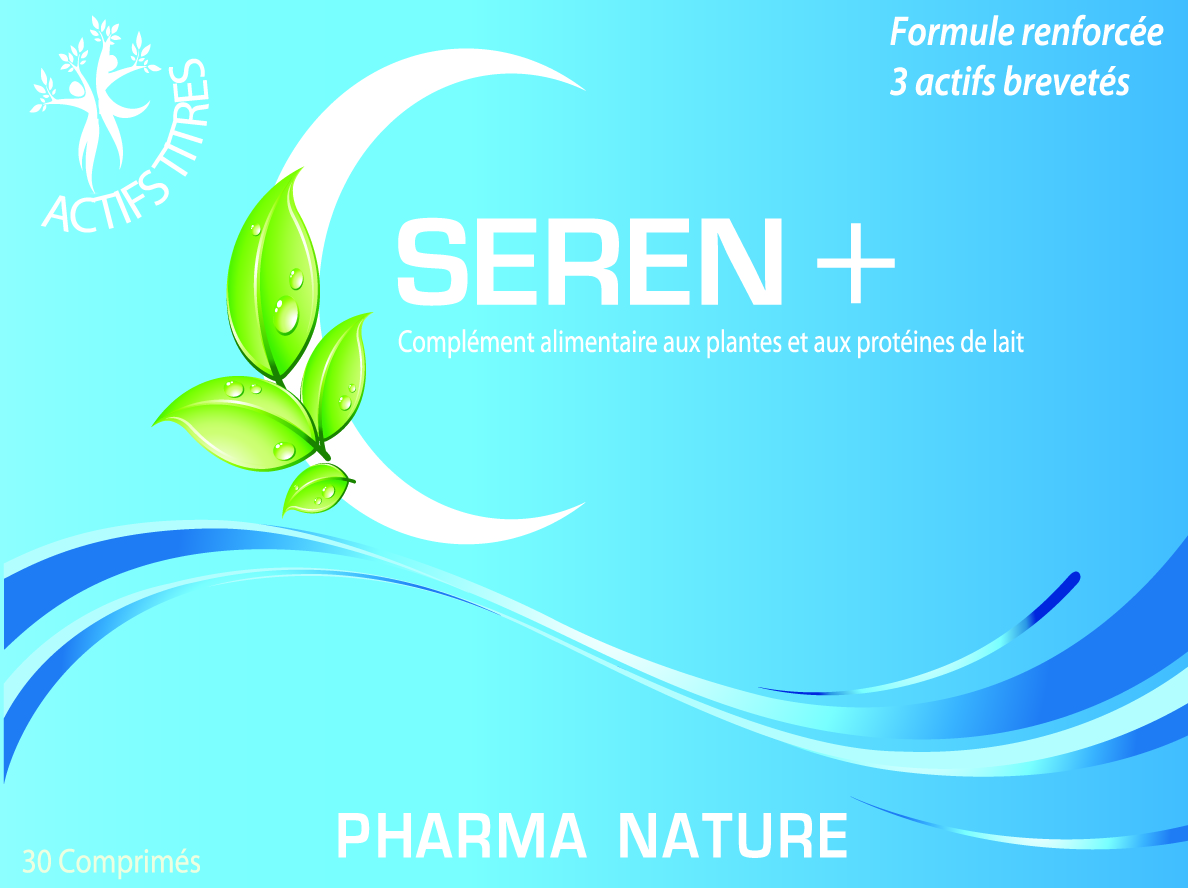 ACTIFS TITRES
Formule renforcée
3 actifs brevetés
SEREN +
Complément alimentaire aux plantes et aux protéines de lait
PHARMA NATURE
30 Comprimés